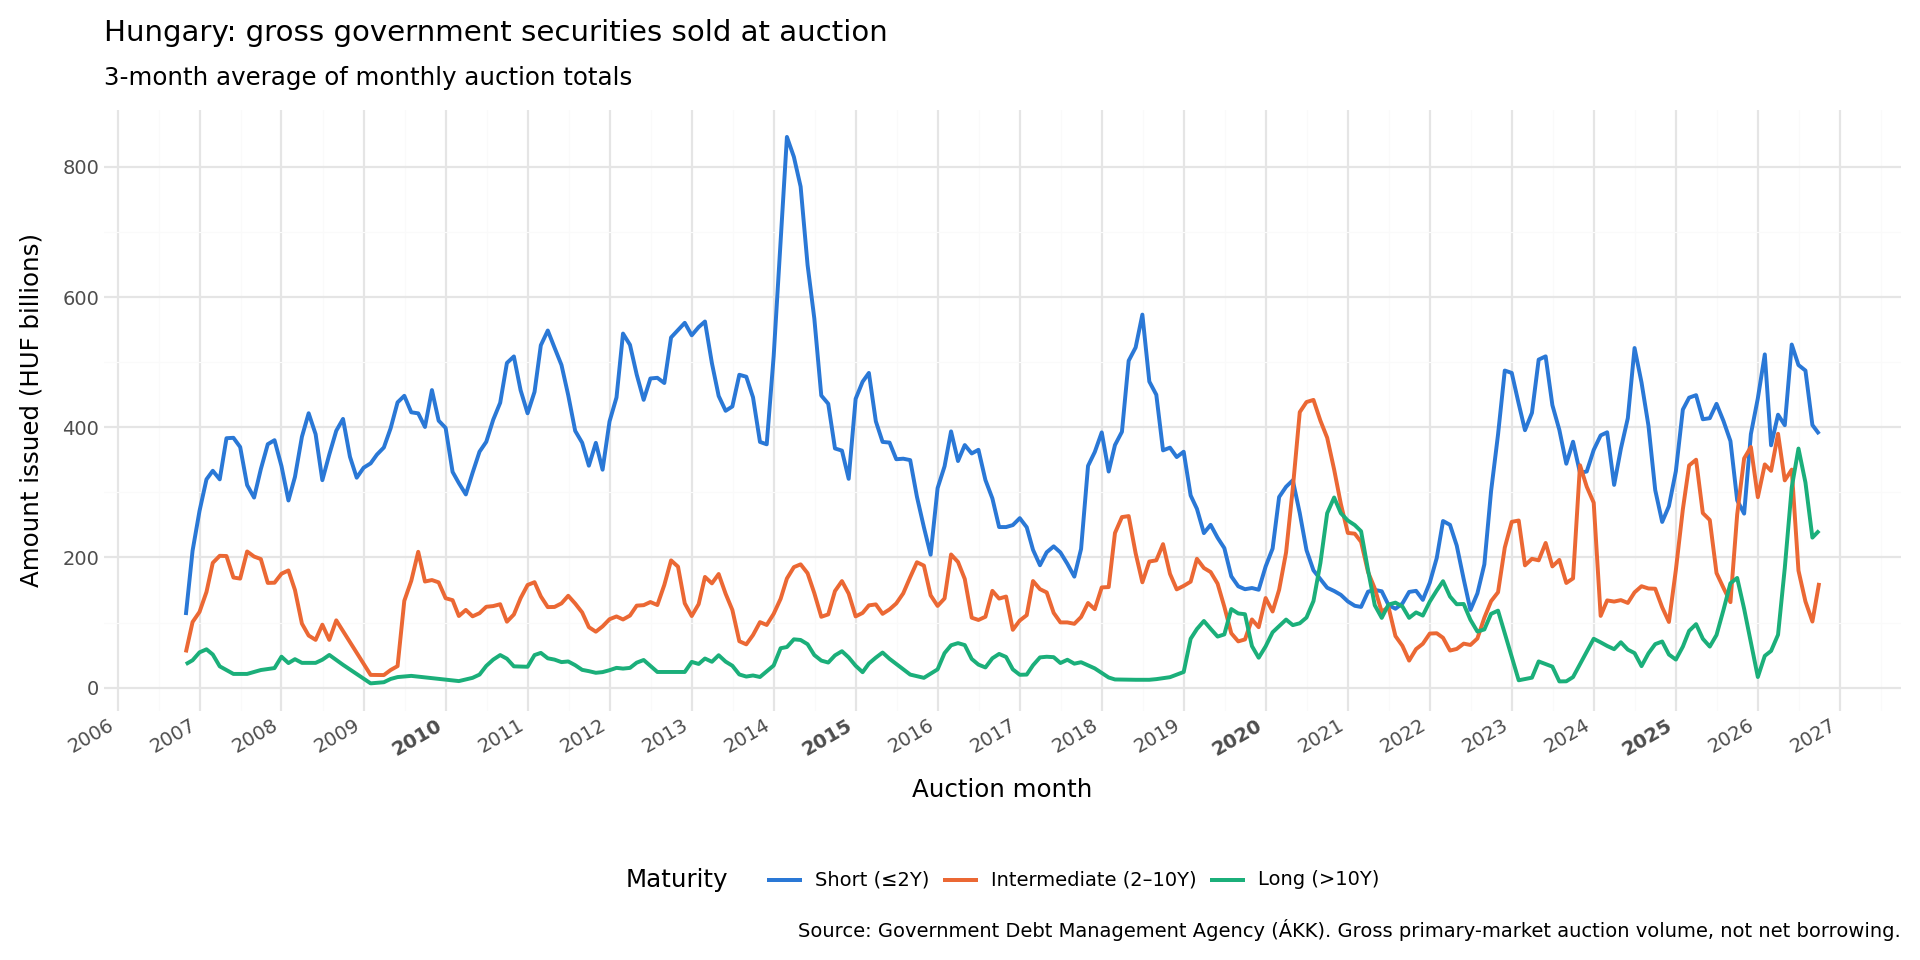 Hungary: gross government securities sold at auction
3-month average of monthly auction totals
Amount issued (HUF billions)
800
600
400
200
0
2006 2007 2008 2009 2010 2011 2012 2013 2014 2015 2016 2017 2018 2019 2020 2021 2022 2023 2024 2025 2026 2027
Auction month
Maturity Short (≤2Y) Intermediate (2–10Y) Long (>10Y)
Source: Government Debt Management Agency (ÁKK). Gross primary-market auction volume, not net borrowing.